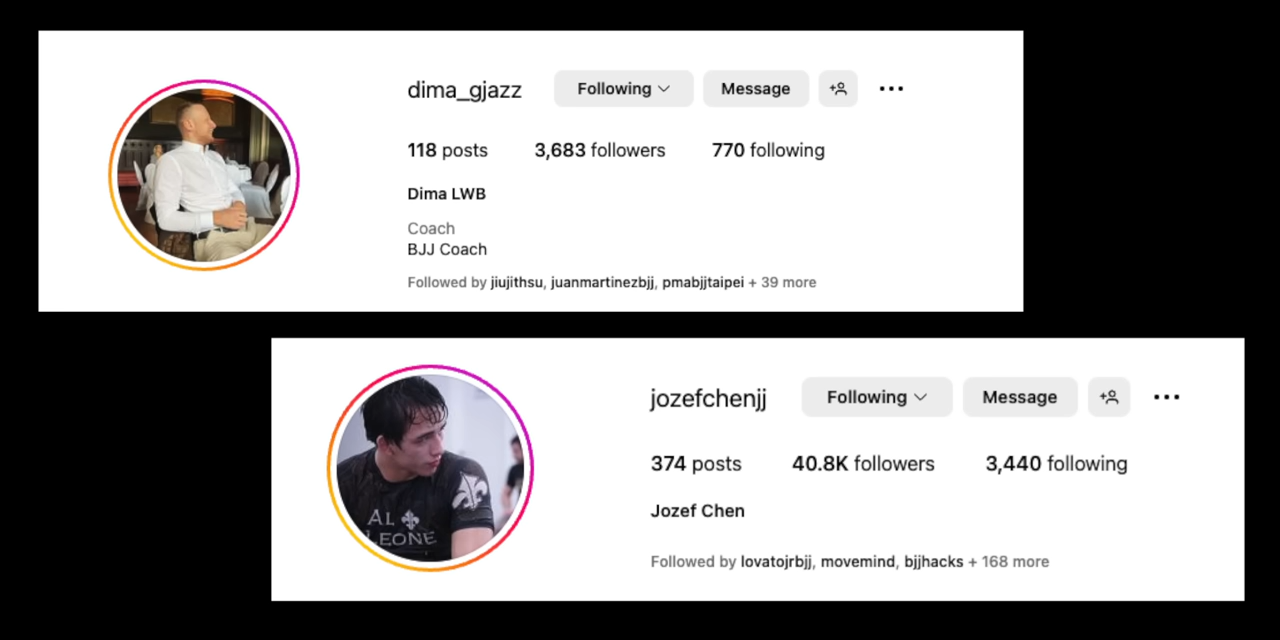 dima_gjazz Following Message
118 posts 3,683 followers 770 following
Dima LWB
Coach
BJJ Coach
Followed by jiujithsu, juanmartinezbjj, pmabjjtaipei + 39 more
jozefchenjj Following Message
374 posts 40.8K followers 3,440 following
Jozef Chen
Followed by lovatojrbjj, movemind, bjjhacks + 168 more
AL
LEONE